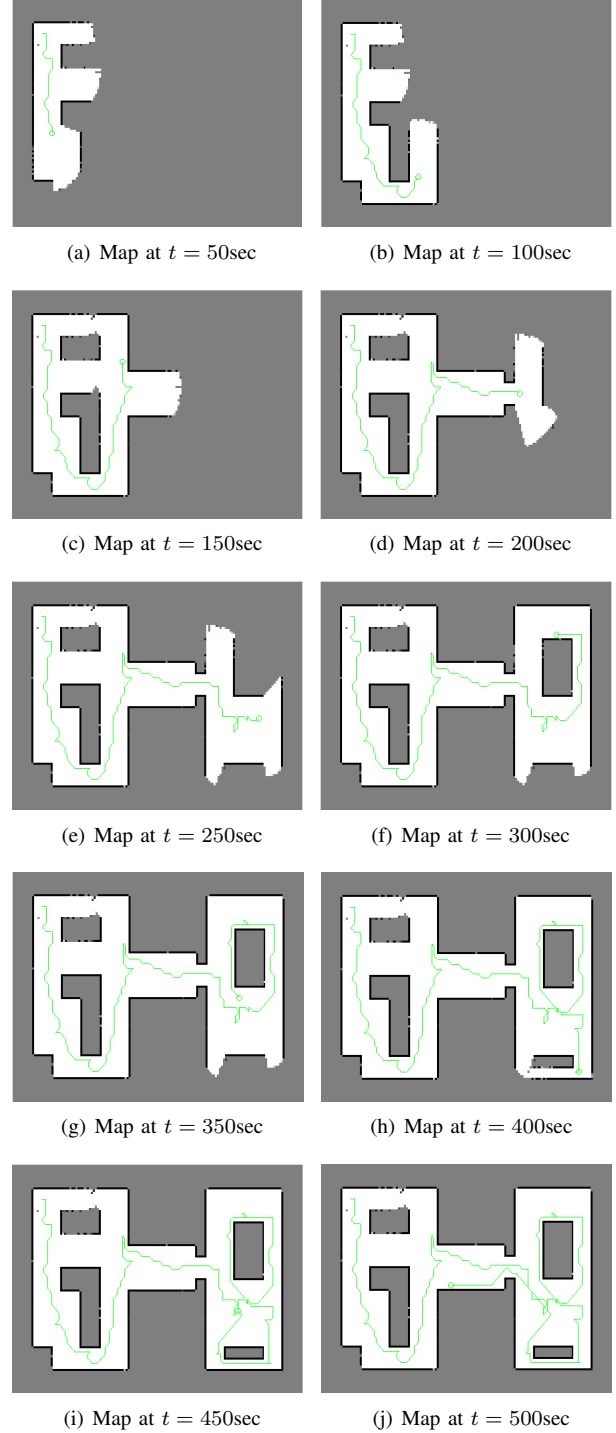 (a) Map at t = 50sec
(b) Map at t = 100sec
(c) Map at t = 150sec
(d) Map at t = 200sec
(e) Map at t = 250sec
(f) Map at t = 300sec
(g) Map at t = 350sec
(h) Map at t = 400sec
(i) Map at t = 450sec
(j) Map at t = 500sec